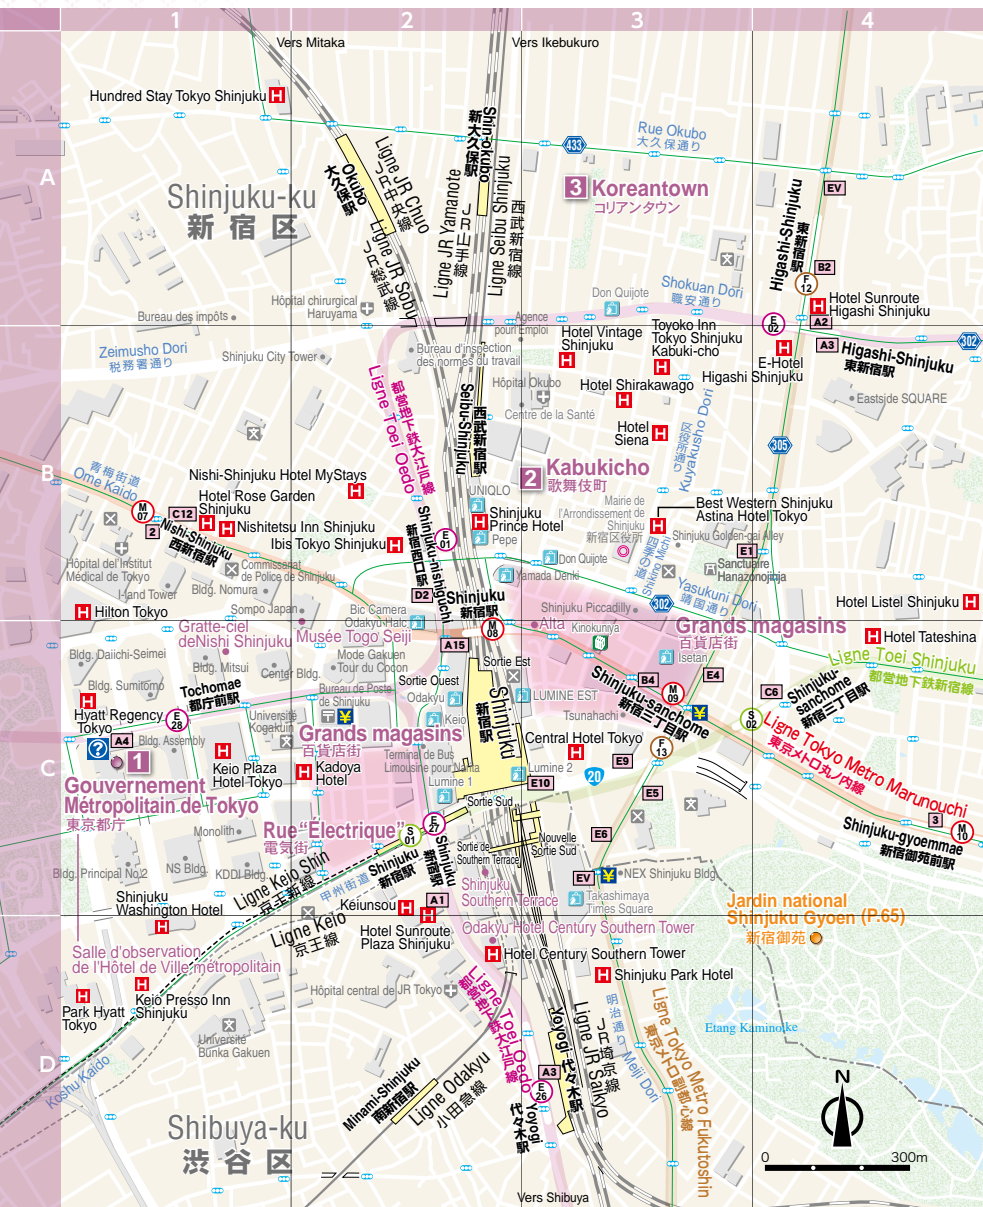 1
2
3
4
A
B
C
D
Vers Mitaka
Vers Ikebukuro
Hundred Stay Tokyo Shinjuku
H
Rue Okubo
大久保通り
433
Shinjuku-ku
新宿区
Okubo
大久保駅
Ligne JR Chuo
JR中央線
Ligne JR Sobu
JR総武線
Ligne JR Yamanote
JR山手線
Shin-okubo
新大久保駅
Ligne Seibu Shinjuku
西武新宿線
3
Koreantown
コリアンタウン
Higashi-Shinjuku
東新宿駅
EV
B2
F
12
Shokuan Dori
職安通り
Don Quijote
Hotel Sunroute
Higashi Shinjuku
A2
E
02
A3
302
Higashi-Shinjuku
東新宿駅
E-Hotel
Higashi Shinjuku
Hôpital chirurgical
Haruyama
Bureau des impôts
Agence
pour l'Emploi
Hotel Vintage
Shinjuku
Toyoko Inn
Tokyo Shinjuku
Kabuki-cho
Zeimusho Dori
税務署通り
Shinjuku City Tower
Bureau d'inspection
des normes du travail
Hôpital Okubo
Centre de la Santé
Hotel Shirakawago
Hotel
Siena
Kuyakusho Dori
区役所通り
305
Eastside SQUARE
Ligne Toei Oedo
都営地下鉄大江戸線
Seibu-Shinjuku
西武新宿駅
青梅街道
Ome Kaido
M
07
C12
2
Nishi-Shinjuku
西新宿駅
Nishi-Shinjuku Hotel MyStays
Hotel Rose Garden
Shinjuku
Nishitetsu Inn Shinjuku
Ibis Tokyo Shinjuku
Shinjuku-nishiguchi
新宿西口駅
E
01
D2
UNIQLO
Shinjuku
Prince Hotel
Pepe
2
Kabukicho
歌舞伎町
Mairie de
l'Arrondissement de
Shinjuku
新宿区役所
Best Western Shinjuku
Astina Hotel Tokyo
Shinjuku Golden-gai Alley
E1
Sanctuaire
Hanazonojinja
四季の道
Shikino Michi
Don Quijote
Yamada Denki
Yasukuni Dori
靖国通り
302
Hotel Listel Shinjuku
Hôpital de l'Institut
Médical de Tokyo
Commissariat
de Police de Shinjuku
I-land Tower
Bldg. Nomura
Hilton Tokyo
Sompo Japan
Gratte-ciel
deNishi Shinjuku
Musée Togo Seiji
Bic Camera
Odakyu Halc
Shinjuku
新宿駅
M
08
A15
Shinjuku Piccadilly
Alta
Kinokuniya
Grands magasins
百貨店街
Isetan
Hotel Tateshina
Ligne Toei Shinjuku
都営地下鉄新宿線
Bldg. Daiichi-Seimei
Bldg. Mitsui
Bldg. Sumitomo
Center Bldg.
Mode Gakuen
Tour du Cocon
Sortie Est
Sortie Ouest
B4
M
09
E4
Shinjuku-sanchome
新宿三丁目駅
C6
Shinjuku-
sanchome
新宿三丁目駅
S
02
Tochomae
都庁前駅
E
28
Hyatt Regency
Tokyo
?
A4
1
Bldg. Assembly
Université
Kogakuin
Bureau de Poste
de Shinjuku
〒
¥
Odakyu
Keio
Shinjuku
新宿駅
LUMINE EST
Tsunahachi
¥
F
13
Ligne Tokyo Metro Marunouchi
東京メトロ丸ノ内線
Grands magasins
百貨店街
Central Hotel Tokyo
E9
Lumine 2
20
E10
E5
Gouvernement
Métropolitain de Tokyo
東京都庁
Keio Plaza
Hotel Tokyo
Kadoya
Hotel
Terminal de Bus
Limousine pour Narita
Lumine 1
Sortie Sud
E6
3
M
10
Shinjuku-gyoemmae
新宿御苑前駅
Monolith
Rue "Électrique"
電気街
S
01
E
27
Shinjuku
新宿駅
Shinjuku
新宿駅
Sortie de
Southern Terrace
Nouvelle
Sortie Sud
EV
¥
NEX Shinjuku Bldg.
Bldg. Principal No.2
NS Bldg.
KDDI Bldg.
Ligne Keio Shin
京王新線
甲州街道
Ligne Keio
京王線
Keiunsou
A1
Shinjuku
Southern Terrace
Takashimaya
Times Square
Jardin national
Shinjuku Gyoen (P.65)
新宿御苑
Shinjuku
Washington Hotel
Hotel Sunroute
Plaza Shinjuku
Odakyu Hotel Century Southern Tower
Hotel Century Southern Tower
Shinjuku Park Hotel
Salle d'observation
de l'Hôtel de Ville métropolitain
Hôpital central de JR Tokyo
Park Hyatt
Tokyo
Keio Presso Inn
Shinjuku
Université
Bunka Gakuen
Koshu Kaido
Ligne Toei Oedo
都営地下鉄大江戸線
Yoyogi
代々木駅
Ligne JR Saikyo
JR埼京線
明治通り
Meiji Dori
Ligne Tokyo Metro Fukutoshin
東京メトロ副都心線
Etang Kaminoike
Minami-Shinjuku
南新宿駅
Ligne Odakyu
小田急線
A3
E
26
Yoyogi
代々木駅
Shibuya-ku
渋谷区
N
0
300m
Vers Shibuya